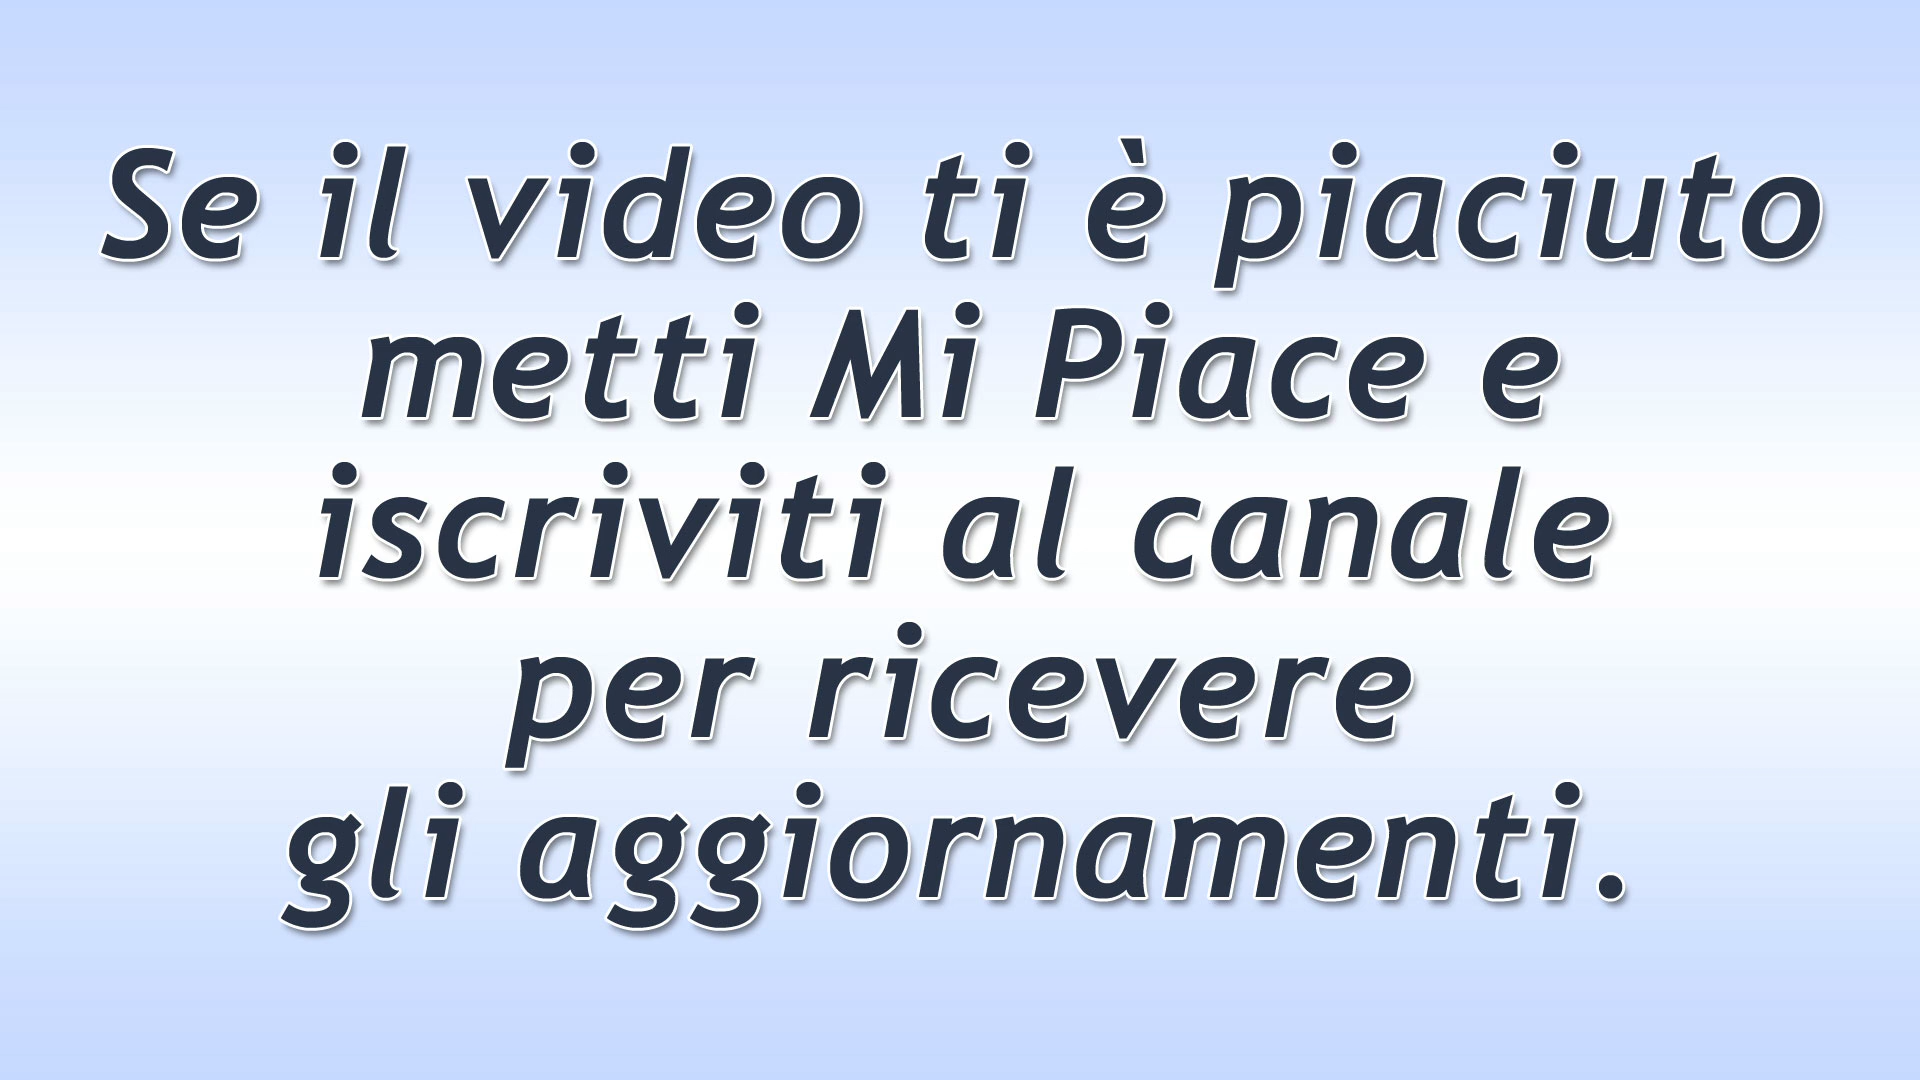 Se il video ti è piaciuto
metti Mi Piace e
iscriviti al canale
per ricevere
gli aggiornamenti.